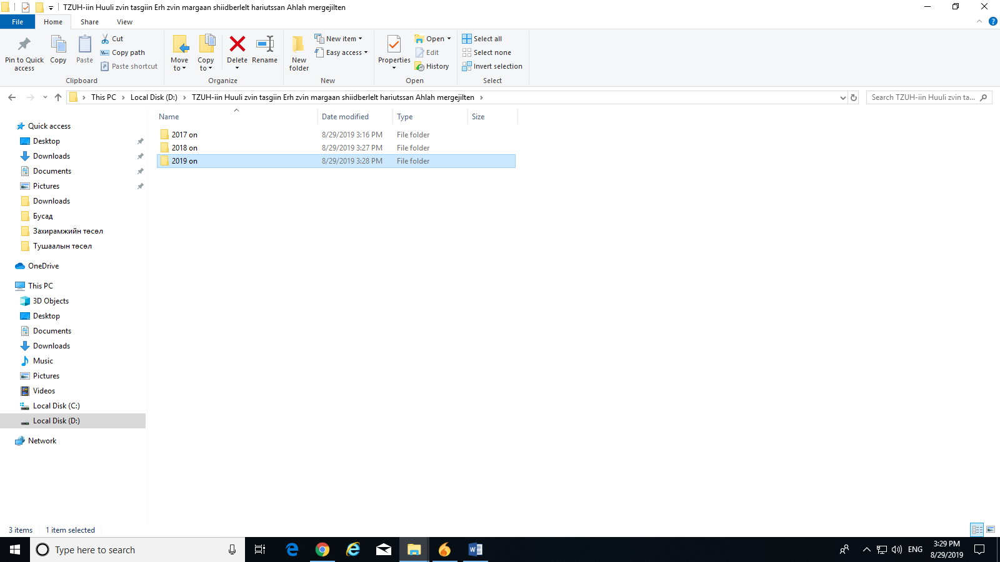 TZUH-iin Huuli zvin tasgiin Erh zvin margaan shiidberlelt hariutssan Ahlah mergejilten
File Home Share View
Pin to Quick access
Copy
Paste
Cut
Copy path
Paste shortcut
Clipboard
Move to
Copy to
Delete
Rename
Organize
New folder
New item
Easy access
New
Properties
Open
Edit
History
Open
Select all
Select none
Invert selection
Select
This PC > Local Disk (D:) > TZUH-iin Huuli zvin tasgiin Erh zvin margaan shiidberlelt hariutssan Ahlah mergejilten >
Search TZUH-iin Huuli zvin ta...
Name Date modified Type Size
2017 on 8/29/2019 3:16 PM File folder
2018 on 8/29/2019 3:27 PM File folder
2019 on 8/29/2019 3:28 PM File folder
Quick access
Desktop
Downloads
Documents
Pictures
Downloads
Бусад
Захирамжийн төсөл
Тушаалын төсөл
OneDrive
This PC
3D Objects
Desktop
Documents
Downloads
Music
Pictures
Videos
Local Disk (C:)
Local Disk (D:)
Network
3 items 1 item selected
Type here to search
ENG
3:29 PM
8/29/2019